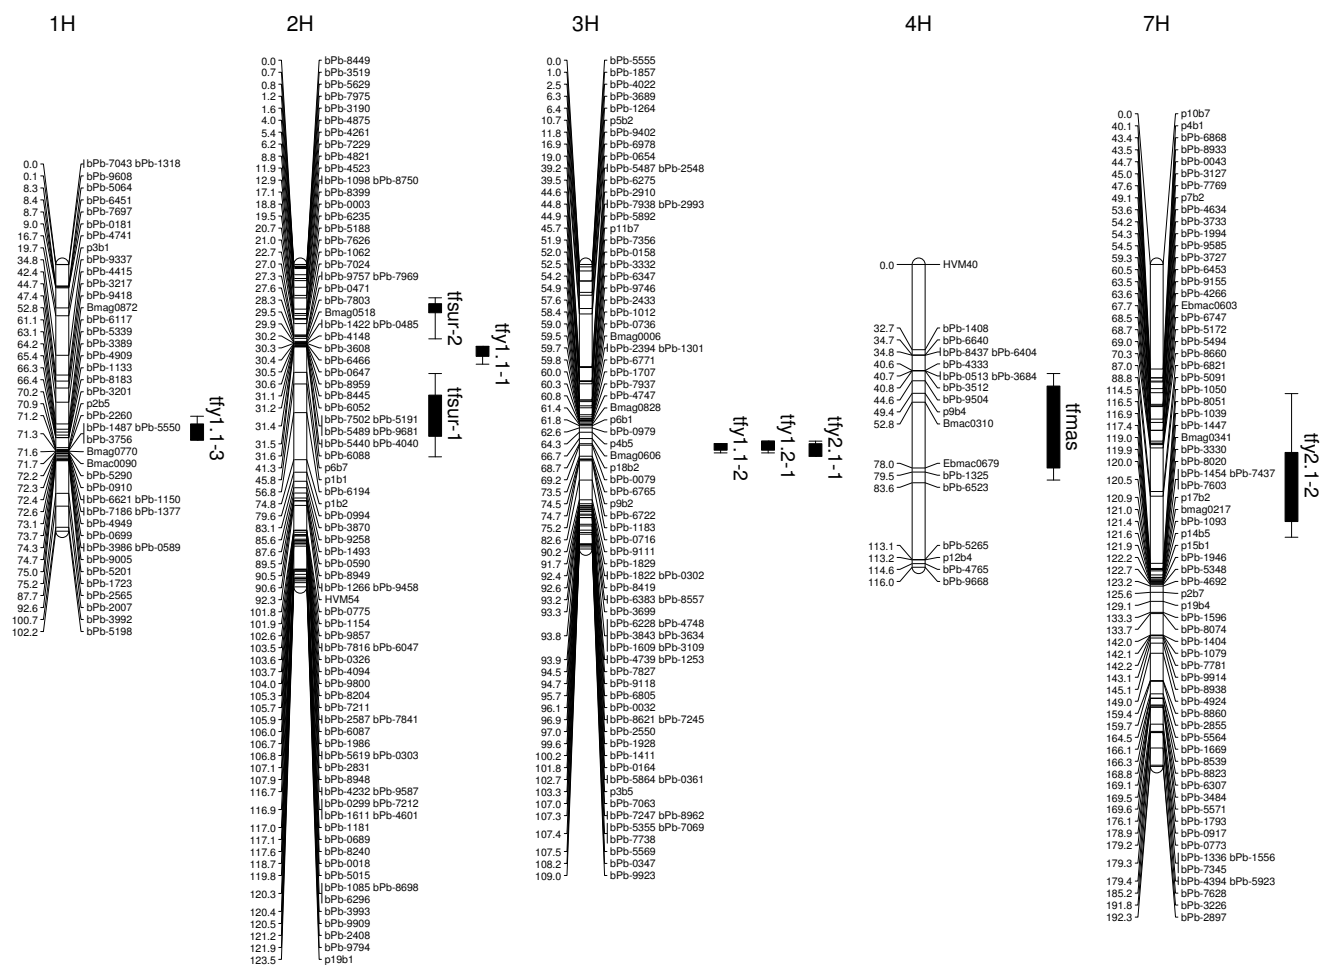 1H
0.0 bPb-7043 bPb-1318
0.1 bPb-9608
8.3 bPb-5064
8.4 bPb-6451
8.7 bPb-7697
9.0 bPb-0181
16.7 bPb-4741
19.7 p3b1
34.8 bPb-9337
42.4 bPb-4415
44.7 bPb-3217
47.4 bPb-9418
52.8 Bmag0872
61.1 bPb-6117
63.1 bPb-5339
64.2 bPb-3389
65.4 bPb-4909
66.3 bPb-1133
66.4 bPb-8183
70.2 bPb-3201
70.9 p2b5
71.2 bPb-2260
71.3 bPb-1487 bPb-5550
bPb-3756
71.6 Bmag0770
71.7 Bmac0090
72.2 bPb-5290
72.3 bPb-0910
72.4 bPb-6621 bPb-1150
72.6 bPb-7186 bPb-1377
73.1 bPb-4949
73.7 bPb-0699
74.3 bPb-3986 bPb-0589
74.7 bPb-9005
75.0 bPb-5201
75.2 bPb-1723
87.7 bPb-2565
92.6 bPb-2007
100.7 bPb-3992
102.2 bPb-5198
tfy1.1-3
2H
0.0 bPb-8449
0.7 bPb-3519
0.8 bPb-5629
1.2 bPb-7975
1.6 bPb-3190
4.0 bPb-4875
5.4 bPb-4261
6.2 bPb-7229
8.8 bPb-4821
11.9 bPb-4523
12.9 bPb-1098 bPb-8750
17.1 bPb-8399
18.8 bPb-0003
19.5 bPb-6235
20.7 bPb-5188
21.0 bPb-7626
22.7 bPb-1062
27.0 bPb-7024
27.3 bPb-9757 bPb-7969
27.6 bPb-0471
28.3 bPb-7803
29.5 Bmag0518
29.9 bPb-1422 bPb-0485
30.2 bPb-4148
30.3 bPb-3608
30.4 bPb-6466
30.5 bPb-0647
30.6 bPb-8959
31.1 bPb-8445
31.2 bPb-6052
31.4 bPb-7502 bPb-5191
bPb-5489 bPb-9681
31.5 bPb-5440 bPb-4040
31.6 bPb-6088
41.3 p6b7
45.8 p1b1
56.8 bPb-6194
74.8 p1b2
79.6 bPb-0994
83.1 bPb-3870
85.6 bPb-9258
87.6 bPb-1493
89.5 bPb-0590
90.5 bPb-8949
90.6 bPb-1266 bPb-9458
92.3 HVM54
101.8 bPb-0775
101.9 bPb-1154
102.6 bPb-9857
103.5 bPb-7816 bPb-6047
103.6 bPb-0326
103.7 bPb-4094
104.0 bPb-9800
105.3 bPb-8204
105.7 bPb-7211
105.9 bPb-2587 bPb-7841
106.0 bPb-6087
106.7 bPb-1986
106.8 bPb-5619 bPb-0303
107.1 bPb-2831
107.9 bPb-8948
116.7 bPb-4232 bPb-9587
116.9 bPb-0299 bPb-7212
bPb-1611 bPb-4601
117.0 bPb-1181
117.1 bPb-0689
117.6 bPb-8240
118.7 bPb-0018
119.8 bPb-5015
120.3 bPb-1085 bPb-8698
bPb-6296
120.4 bPb-3993
120.5 bPb-9909
121.2 bPb-2408
121.9 bPb-9794
123.5 p19b1
tfsur-2
tfsur-1
tfy1.1-1
3H
0.0 bPb-5555
1.0 bPb-1857
2.5 bPb-4022
6.3 bPb-3689
6.4 bPb-1264
10.7 p5b2
11.8 bPb-9402
16.9 bPb-6978
19.0 bPb-0654
39.2 bPb-5487 bPb-2548
39.5 bPb-6275
44.6 bPb-2910
44.8 bPb-7938 bPb-2993
44.9 bPb-5892
45.7 p11b7
51.9 bPb-7356
52.0 bPb-0158
52.5 bPb-3332
54.2 bPb-6347
54.9 bPb-9746
57.6 bPb-2433
58.4 bPb-1012
59.0 bPb-0736
59.5 Bmag0006
59.7 bPb-2394 bPb-1301
59.8 bPb-6771
60.0 bPb-1707
60.3 bPb-7937
60.8 bPb-4747
61.4 Bmag0828
61.8 p6b1
62.6 bPb-0979
64.3 p4b5
66.7 Bmag0606
68.7 p18b2
69.2 bPb-0079
73.5 bPb-6765
74.5 p9b2
74.7 bPb-6722
75.2 bPb-1183
82.6 bPb-0716
90.2 bPb-9111
91.7 bPb-1829
92.4 bPb-1822 bPb-0302
92.6 bPb-8419
93.2 bPb-6383 bPb-8557
93.3 bPb-3699
bPb-6228 bPb-4748
93.8 bPb-3843 bPb-3634
bPb-1609 bPb-3109
93.9 bPb-4739 bPb-1253
94.5 bPb-7827
94.7 bPb-9118
95.7 bPb-6805
96.1 bPb-0032
96.9 bPb-8621 bPb-7245
97.0 bPb-2550
99.6 bPb-1928
100.2 bPb-1411
101.8 bPb-0164
102.7 bPb-5864 bPb-0361
103.3 p3b5
107.0 bPb-7063
107.3 bPb-7247 bPb-8962
107.4 bPb-5355 bPb-7069
bPb-7738
107.5 bPb-5569
108.2 bPb-0347
109.0 bPb-9923
tfy1.1-2
tfy1.2-1
tfy2.1-1
4H
0.0 HVM40
32.7 bPb-1408
34.7 bPb-6640
34.8 bPb-8437 bPb-6404
40.6 bPb-4333
40.7 bPb-0513 bPb-3684
40.8 bPb-3512
44.6 bPb-9504
49.4 p9b4
52.8 Bmac0310
78.0 Ebmac0679
79.5 bPb-1325
83.6 bPb-6523
113.1 bPb-5265
113.2 p12b4
114.6 bPb-4765
116.0 bPb-9668
tfmas
7H
0.0 p10b7
40.1 p4b1
43.4 bPb-6868
43.5 bPb-8933
44.7 bPb-0043
45.0 bPb-3127
47.6 bPb-7769
49.1 p7b2
53.6 bPb-4634
54.2 bPb-3733
54.3 bPb-1994
54.5 bPb-9585
59.3 bPb-3727
60.5 bPb-6453
63.5 bPb-9155
63.6 bPb-4266
67.7 Ebmac0603
68.5 bPb-6747
68.7 bPb-5172
69.0 bPb-5494
70.3 bPb-8660
87.0 bPb-6821
88.8 bPb-5091
114.5 bPb-1050
116.5 bPb-8051
116.9 bPb-1039
117.4 bPb-1447
119.0 Bmag0341
119.9 bPb-3330
120.0 bPb-8020
120.5 bPb-1454 bPb-7437
bPb-7603
120.9 p17b2
121.0 bmag0217
121.4 bPb-1093
121.6 p14b5
121.9 p15b1
122.2 bPb-1946
122.7 bPb-5348
123.2 bPb-4692
125.6 p2b7
129.1 p19b4
133.3 bPb-1596
133.7 bPb-8074
142.0 bPb-1404
142.1 bPb-1079
142.2 bPb-7781
143.1 bPb-9914
145.1 bPb-8938
149.0 bPb-4924
159.4 bPb-8860
159.7 bPb-2855
164.5 bPb-5564
166.1 bPb-1669
166.3 bPb-8539
168.8 bPb-8823
169.1 bPb-6307
169.5 bPb-3484
169.6 bPb-5571
176.1 bPb-1793
178.9 bPb-0917
179.2 bPb-0773
179.3 bPb-1336 bPb-1556
bPb-7345
179.4 bPb-4394 bPb-5923
185.2 bPb-7628
191.8 bPb-3226
192.3 bPb-2897
tfy2.1-2